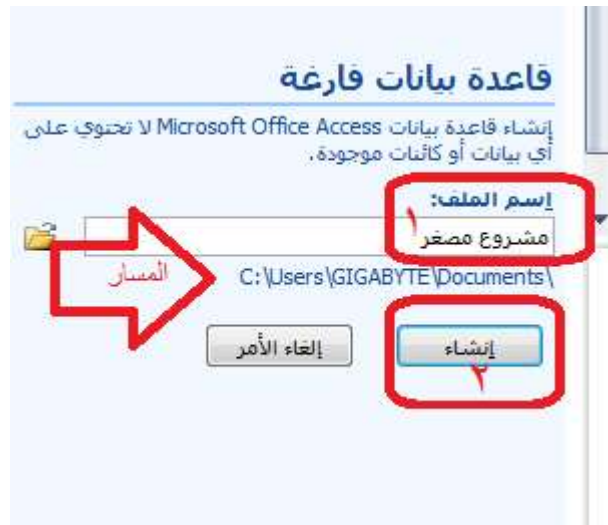 قاعدة بيانات فارغة
إنشاء قاعدة بيانات Microsoft Office Access لا تحتوي على
أي بيانات أو كائنات موجودة.
اسم الملف:
١
مشروع مصغر
C:\Users\GIGABYTE\Documents\
المسار
إنشاء
إلغاء الأمر
٢